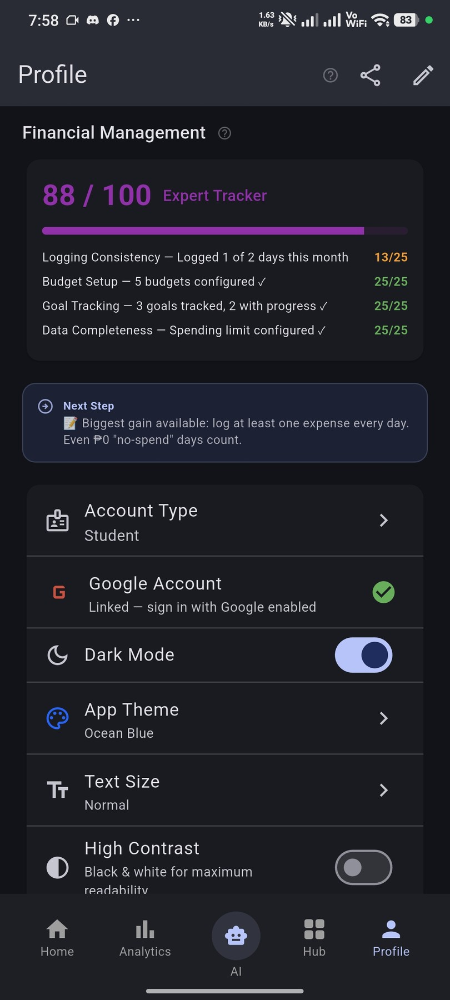 7:58
1.63
KB/s
Vo
WiFi
83
Profile
Financial Management
88 / 100 Expert Tracker
Logging Consistency — Logged 1 of 2 days this month 13/25
Budget Setup — 5 budgets configured ✓ 25/25
Goal Tracking — 3 goals tracked, 2 with progress ✓ 25/25
Data Completeness — Spending limit configured ✓ 25/25
Next Step
📝 Biggest gain available: log at least one expense every day.
Even ₱0 "no-spend" days count.
Account Type
Student
G
Google Account
Linked — sign in with Google enabled
Dark Mode
App Theme
Ocean Blue
Text Size
Normal
High Contrast
Black & white for maximum
readability
Home
Analytics
AI
Hub
Profile